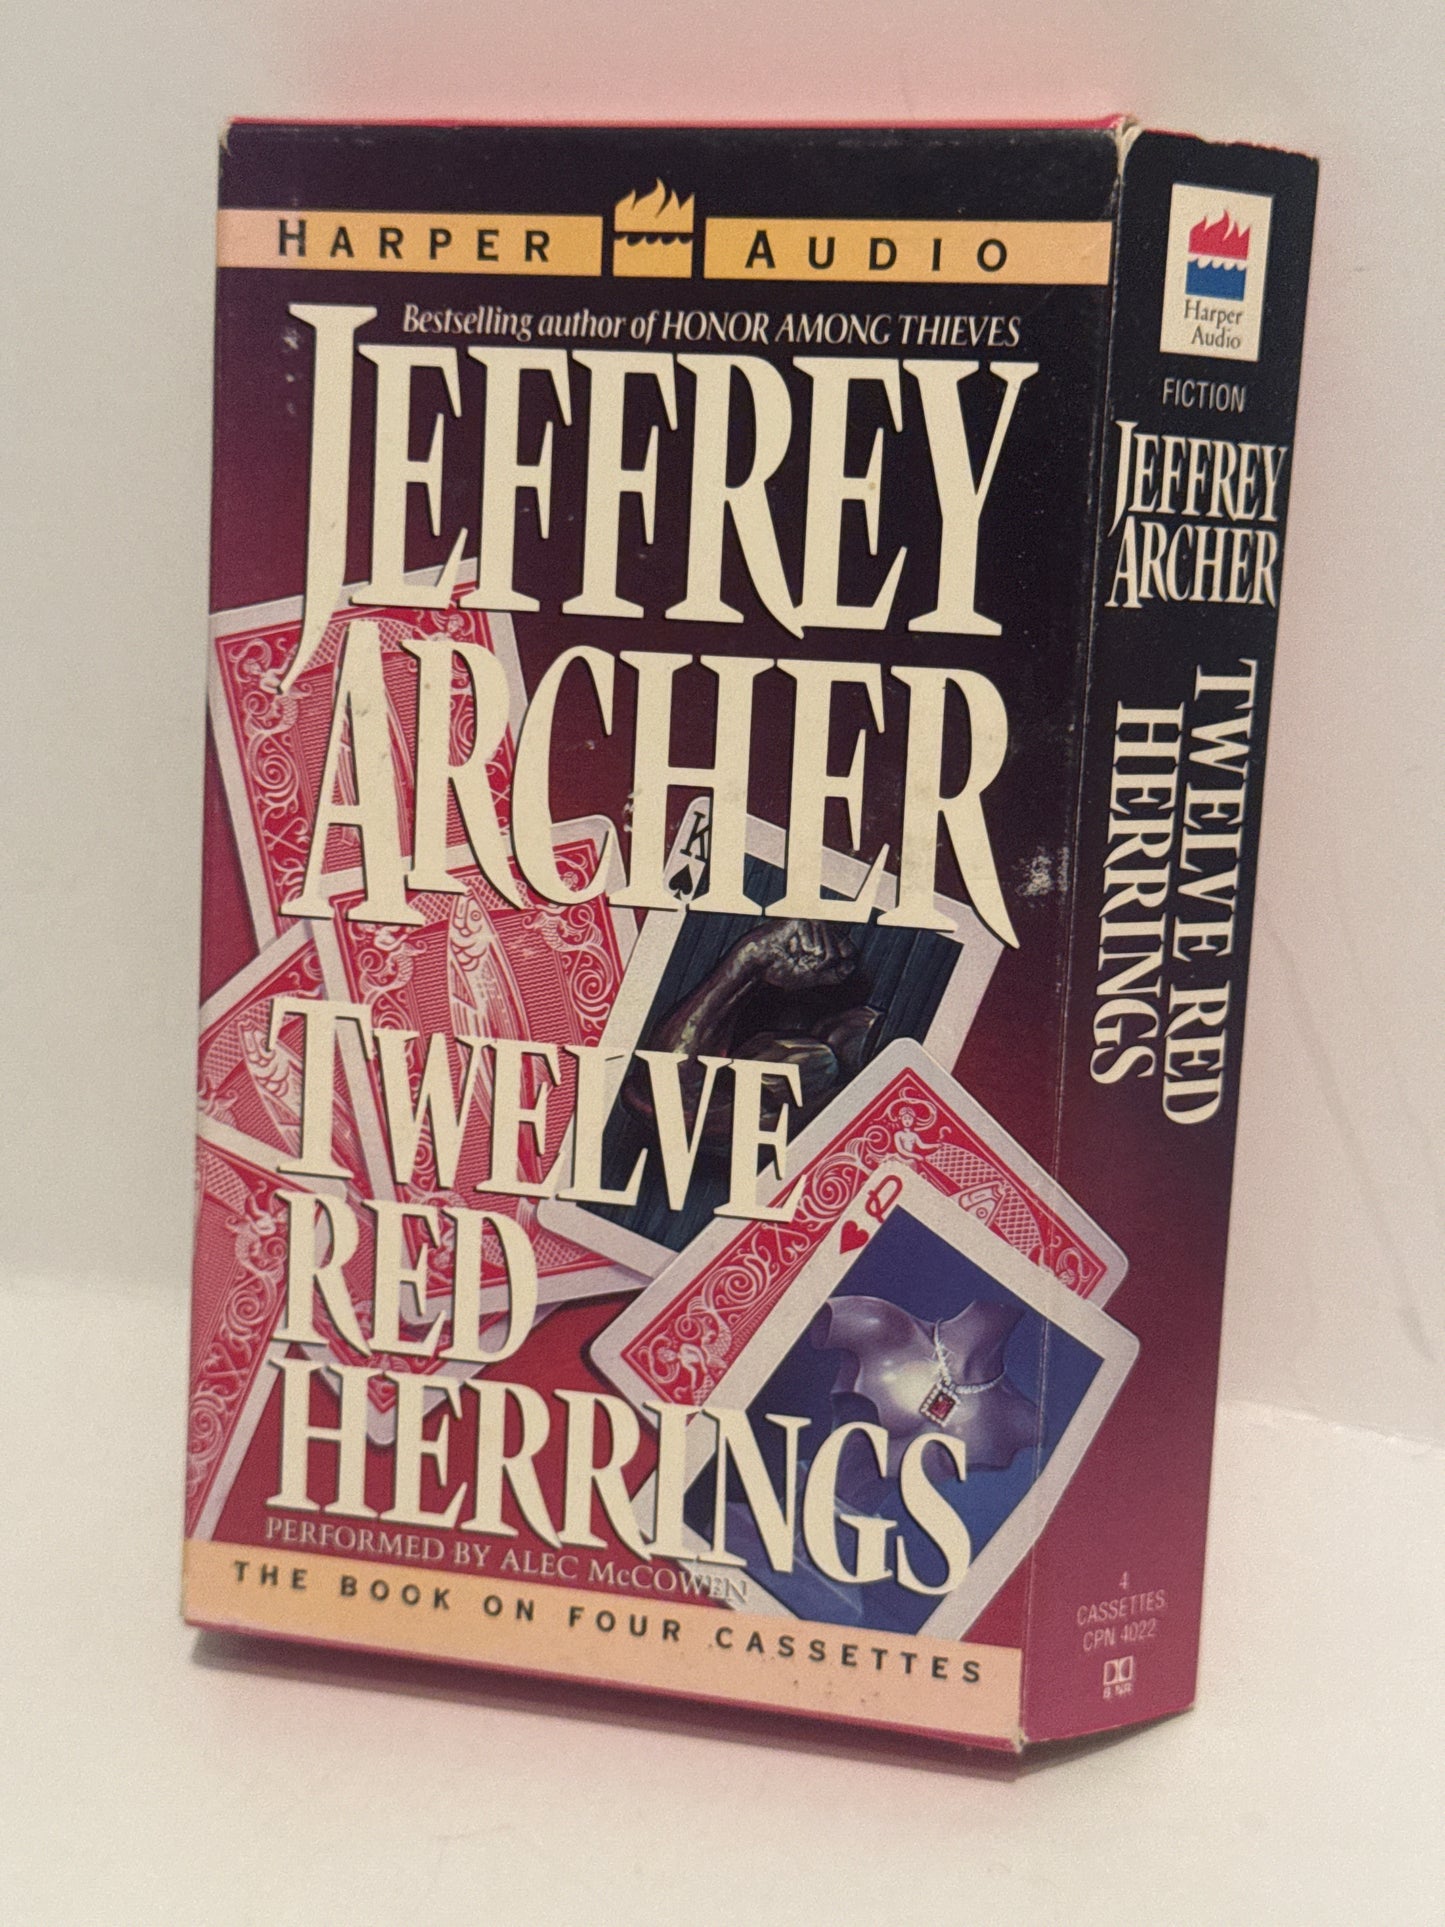 HARPER AUDIO
Bestselling author of HONOR AMONG THIEVES
JEFFREY
ARCHER
K
TWELVE
RED
HERRINGS
PERFORMED BY ALEC McCOWEN
THE BOOK ON FOUR CASSETTES
Harper
Audio
FICTION
JEFFREY
ARCHER
TWELVE RED
HERRINGS
4
CASSETTES
CPN 4022
B NR